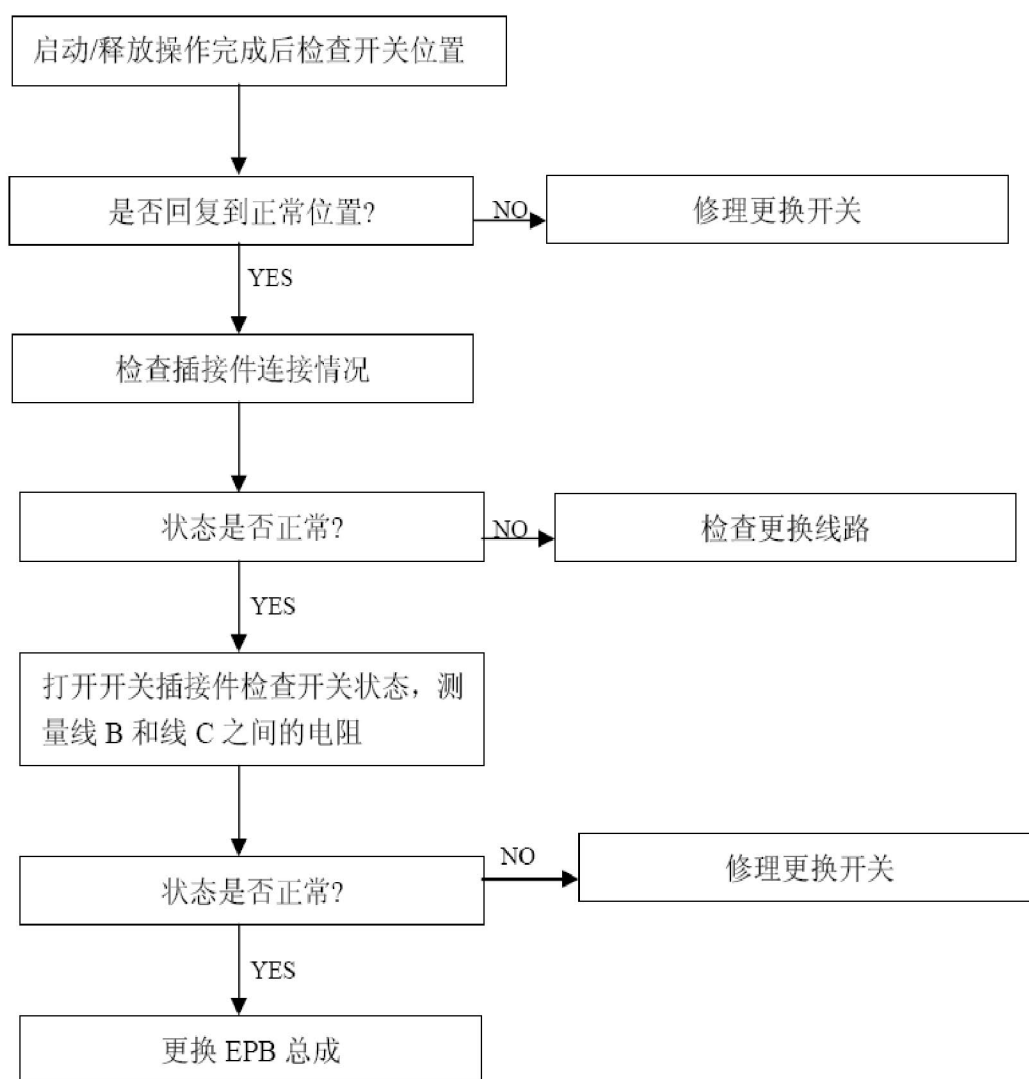 启动/释放操作完成后检查开关位置
是否回复到正常位置?
NO
修理更换开关
YES
检查插接件连接情况
状态是否正常?
NO
检查更换线路
YES
打开开关插接件检查开关状态，测
量线 B 和线 C 之间的电阻
状态是否正常?
NO
修理更换开关
YES
更换 EPB 总成